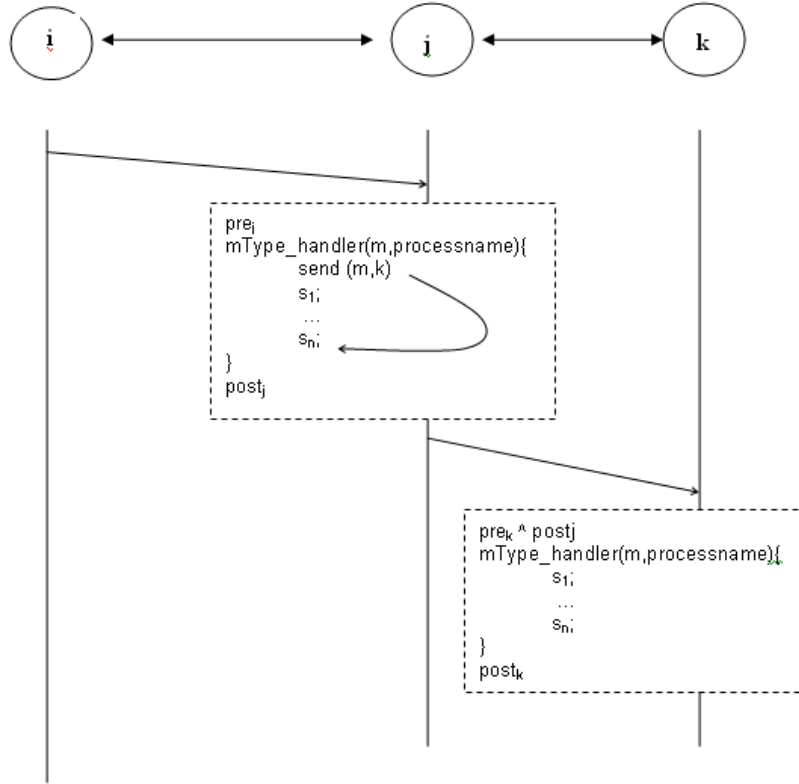 i
j
k
preⱼ
mType_handler(m,processname){
send (m,k)
s₁;
...
sₙ;
}
postⱼ
preₖ ^ postj
mType_handler(m,processname){
s₁;
...
sₙ;
}
postₖ